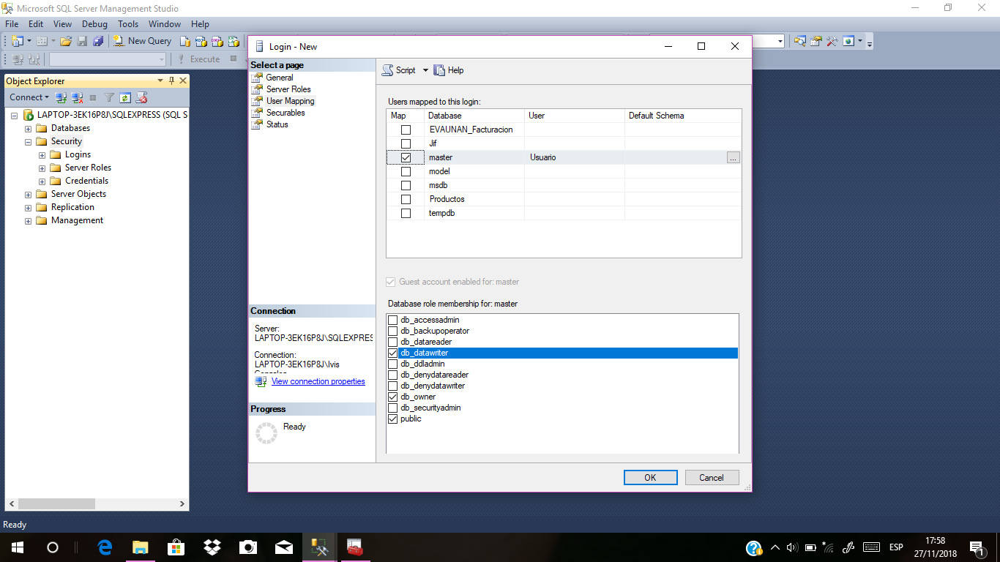 Microsoft SQL Server Management Studio
File Edit View Debug Tools Window Help
New Query
Execute
Object Explorer
Connect
LAPTOP-3EK16P8J\SQLEXPRESS (SQL S
Databases
Security
Logins
Server Roles
Credentials
Server Objects
Replication
Management
Login - New
Select a page
General
Server Roles
User Mapping
Securables
Status
Connection
Server:
LAPTOP-3EK16P8J\SQLEXPRES
Connection:
LAPTOP-3EK16P8J\Ivis
View connection properties
Progress
Ready
Script Help
Users mapped to this login:
Map Database User Default Schema
EVAUNAN_Facturacion
Jif
master Usuario ...
model
msdb
Productos
tempdb
Guest account enabled for: master
Database role membership for: master
db_accessadmin
db_backupoperator
db_datareader
db_datawriter
db_ddladmin
db_denydatareader
db_denydatawriter
db_owner
db_securityadmin
public
OK Cancel
Ready
ESP
17:58
27/11/2018
1